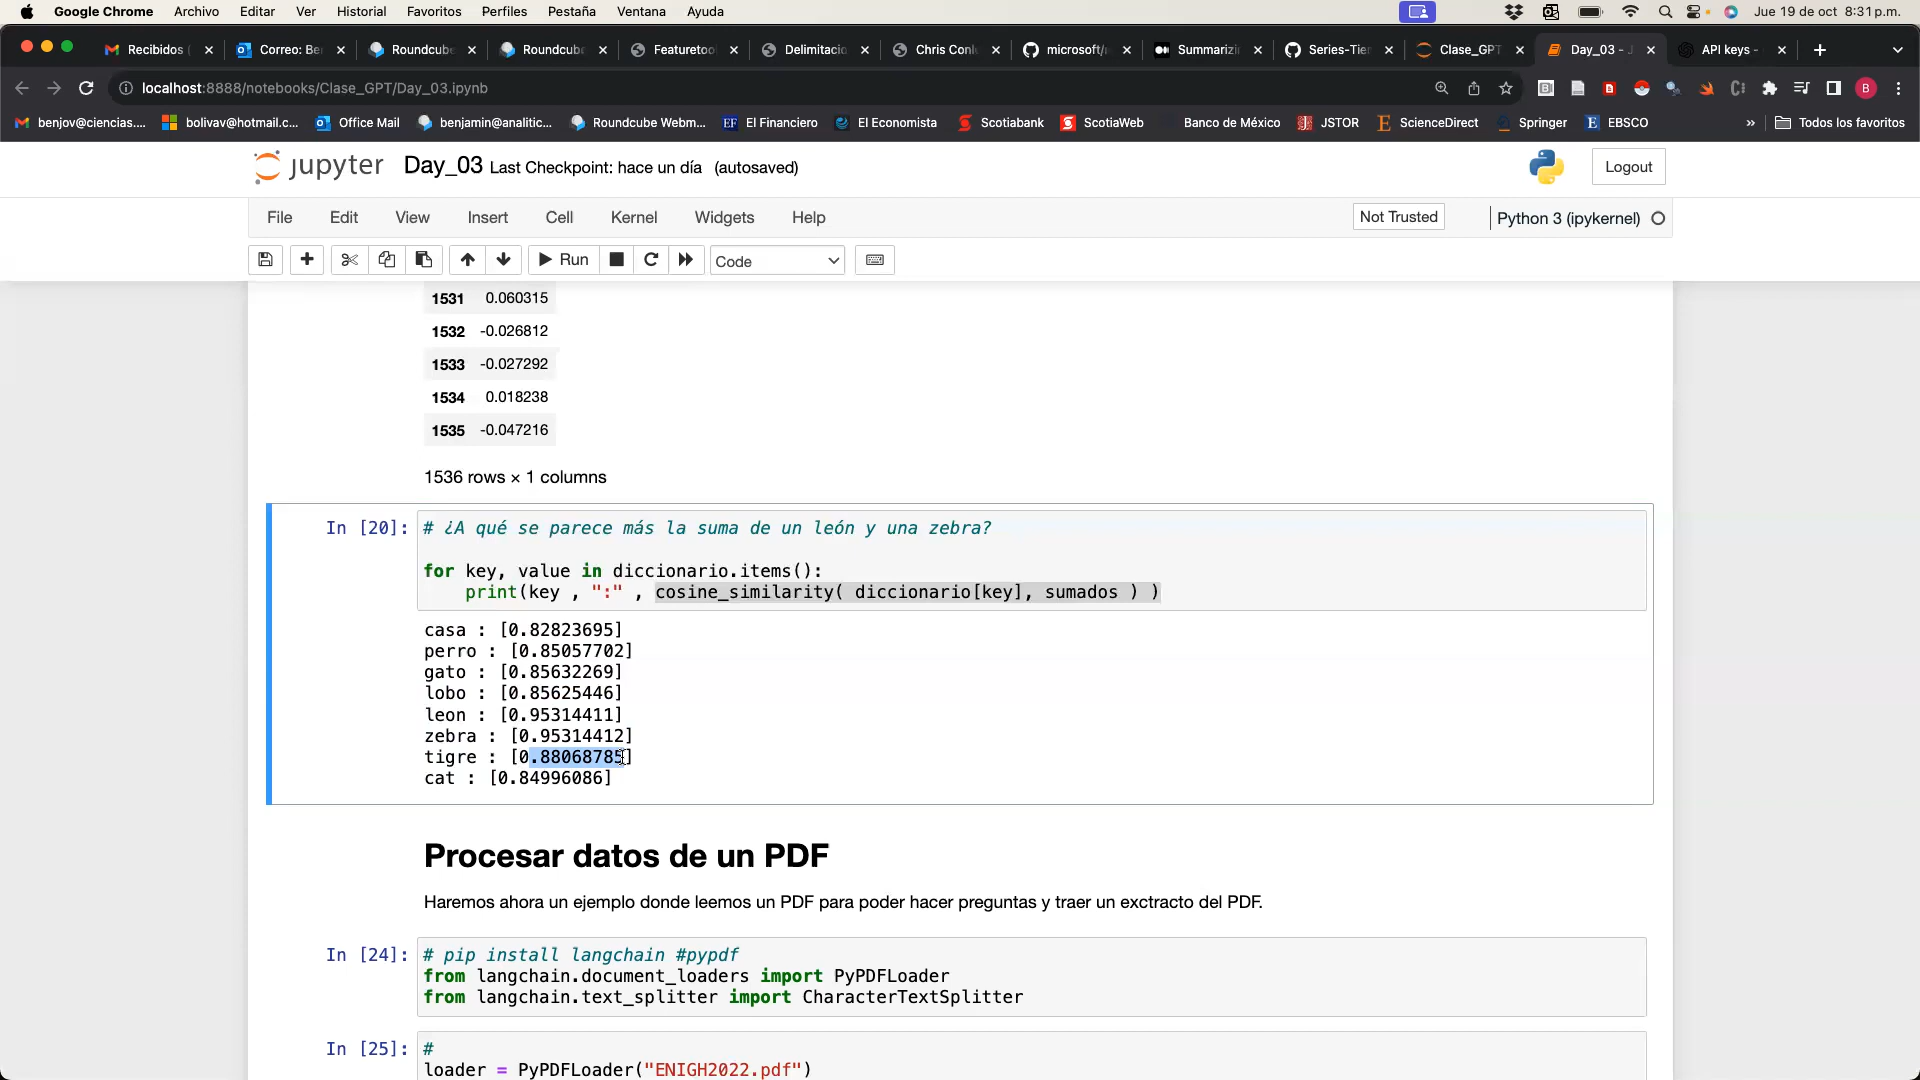 Google Chrome Archivo Editar Ver Historial Favoritos Perfiles Pestaña Ventana Ayuda Jue 19 de oct 8:31 p.m.
Recibidos ( Correo: Be Roundcube Roundcube Featuretoo Delimitacio Chris Conl microsoft/ Summarizi Series-Tier Clase_GPT Day_03 - J API keys -
localhost:8888/notebooks/Clase_GPT/Day_03.ipynb
benjov@ciencias.... bolivav@hotmail.c... Office Mail benjamin@analitic... Roundcube Webm... EF El Financiero El Economista Scotiabank ScotiaWeb Banco de México JSTOR ScienceDirect Springer EBSCO » Todos los favoritos
jupyter Day_03 Last Checkpoint: hace un día (autosaved) Logout
File Edit View Insert Cell Kernel Widgets Help Not Trusted Python 3 (ipykernel)
Run Code
1531 0.060315
1532 -0.026812
1533 -0.027292
1534 0.018238
1535 -0.047216
1536 rows × 1 columns
In [20]: # ¿A qué se parece más la suma de un león y una zebra?
for key, value in diccionario.items():
print(key , ":" , cosine_similarity( diccionario[key], sumados ) )
casa : [0.82823695]
perro : [0.85057702]
gato : [0.85632269]
lobo : [0.85625446]
leon : [0.95314411]
zebra : [0.95314412]
tigre : [0.88068785]
cat : [0.84996086]
Procesar datos de un PDF
Haremos ahora un ejemplo donde leemos un PDF para poder hacer preguntas y traer un exctracto del PDF.
In [24]: # pip install langchain #pypdf
from langchain.document_loaders import PyPDFLoader
from langchain.text_splitter import CharacterTextSplitter
In [25]: #
loader = PyPDFLoader("ENIGH2022.pdf")